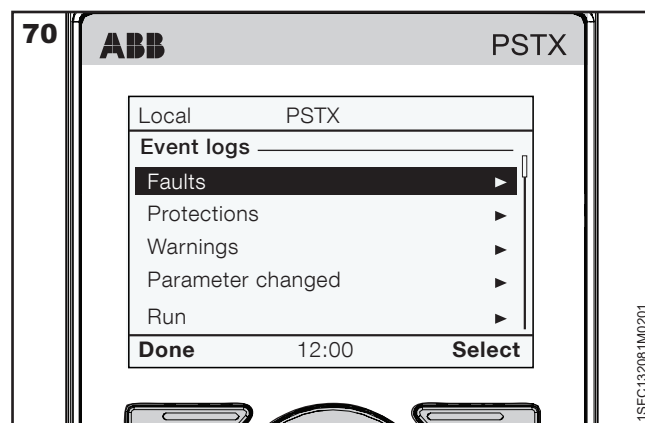 70
ABB
PSTX
Local PSTX
Event logs
Faults
Protections
Warnings
Parameter changed
Run
Done 12:00 Select
1SFC132081M0201